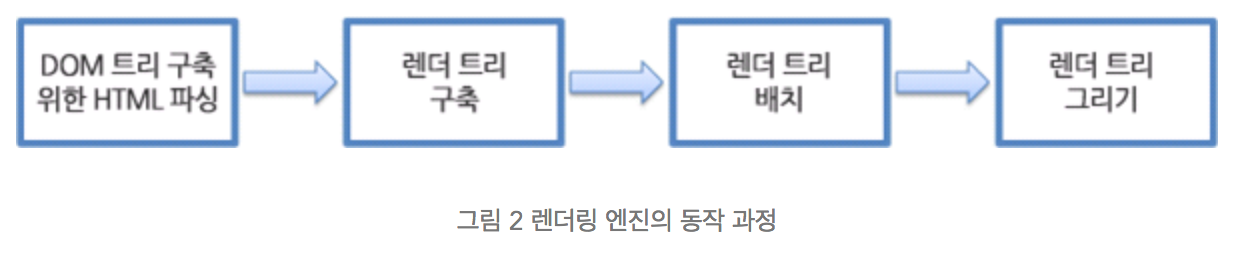 DOM 트리 구축
위한 HTML 파싱
렌더 트리
구축
렌더 트리
배치
렌더 트리
그리기
그림 2 렌더링 엔진의 동작 과정